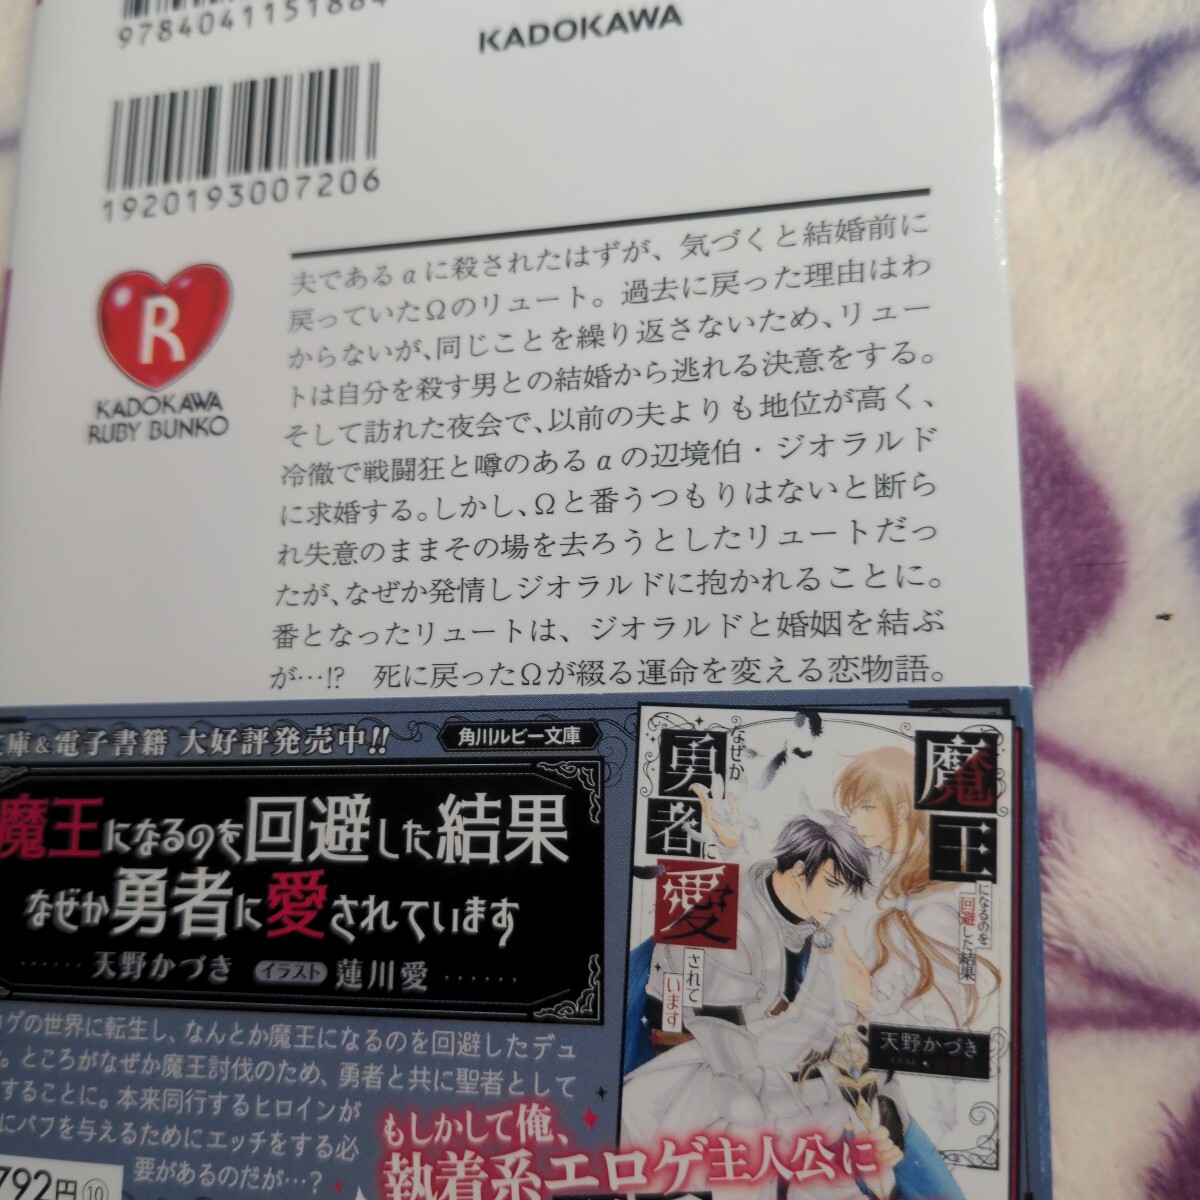 9784041151884
KADOKAWA
1920193007206
R
KADOKAWA
RUBY BUNKO
夫であるαに殺されたはずが、気づくと結婚前に
戻っていたΩのリュート。過去に戻った理由はわ
からないが、同じことを繰り返さないため、リュー
トは自分を殺す男との結婚から逃れる決意をする。
そして訪れた夜会で、以前の夫よりも地位が高く、
冷徹で戦闘狂と噂のあるαの辺境伯・ジオラルド
に求婚する。しかし、Ωと番うつもりはないと断ら
れ失意のままその場を去ろうとしたリュートだっ
たが、なぜか発情しジオラルドに抱かれることに。
番となったリュートは、ジオラルドと婚姻を結ぶ
が…!? 死に戻ったΩが綴る運命を変える恋物語。
庫&電子書籍 大好評発売中!!
角川ルビー文庫
魔王になるのを回避した結果
なぜか勇者に愛されています
……天野かづき イラスト 蓮川愛……
ロゲの世界に転生し、なんとか魔王になるのを回避したデュ
。ところがなぜか魔王討伐のため、勇者と共に聖者として
することに。本来同行するヒロインが
にバフを与えるためにエッチをする必
要があるのだが…?
792円⑩
もしかして俺、
執着系エロゲ主人公に
魔王
になるのを
回避した結果
なぜか
勇者に
愛
されて
います
天野かづき